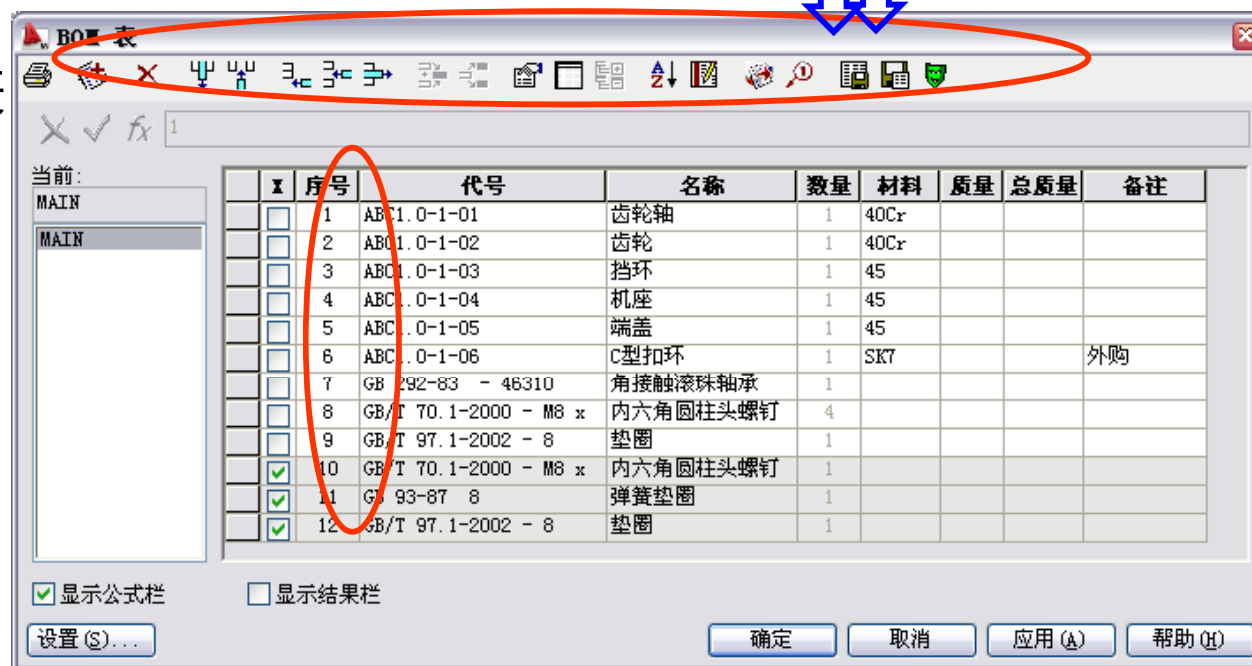 BOM 表
fx 1
当前:
MAIN
MAIN
X 序号 代号 名称 数量 材料 质量 总质量 备注
1 ABC1.0-1-01 齿轮轴 1 40Cr
2 ABC1.0-1-02 齿轮 1 40Cr
3 ABC1.0-1-03 挡环 1 45
4 ABC1.0-1-04 机座 1 45
5 ABC1.0-1-05 端盖 1 45
6 ABC1.0-1-06 C型扣环 1 SK7 外购
7 GB 292-83 - 46310 角接触滚珠轴承 1
8 GB/T 70.1-2000 - M8 x 内六角圆柱头螺钉 4
9 GB/T 97.1-2002 - 8 垫圈 1
10 GB/T 70.1-2000 - M8 x 内六角圆柱头螺钉 1
11 GB 93-87 8 弹簧垫圈 1
12 GB/T 97.1-2002 - 8 垫圈 1
显示公式栏 显示结果栏
设置(S)... 确定 取消 应用(A) 帮助(H)